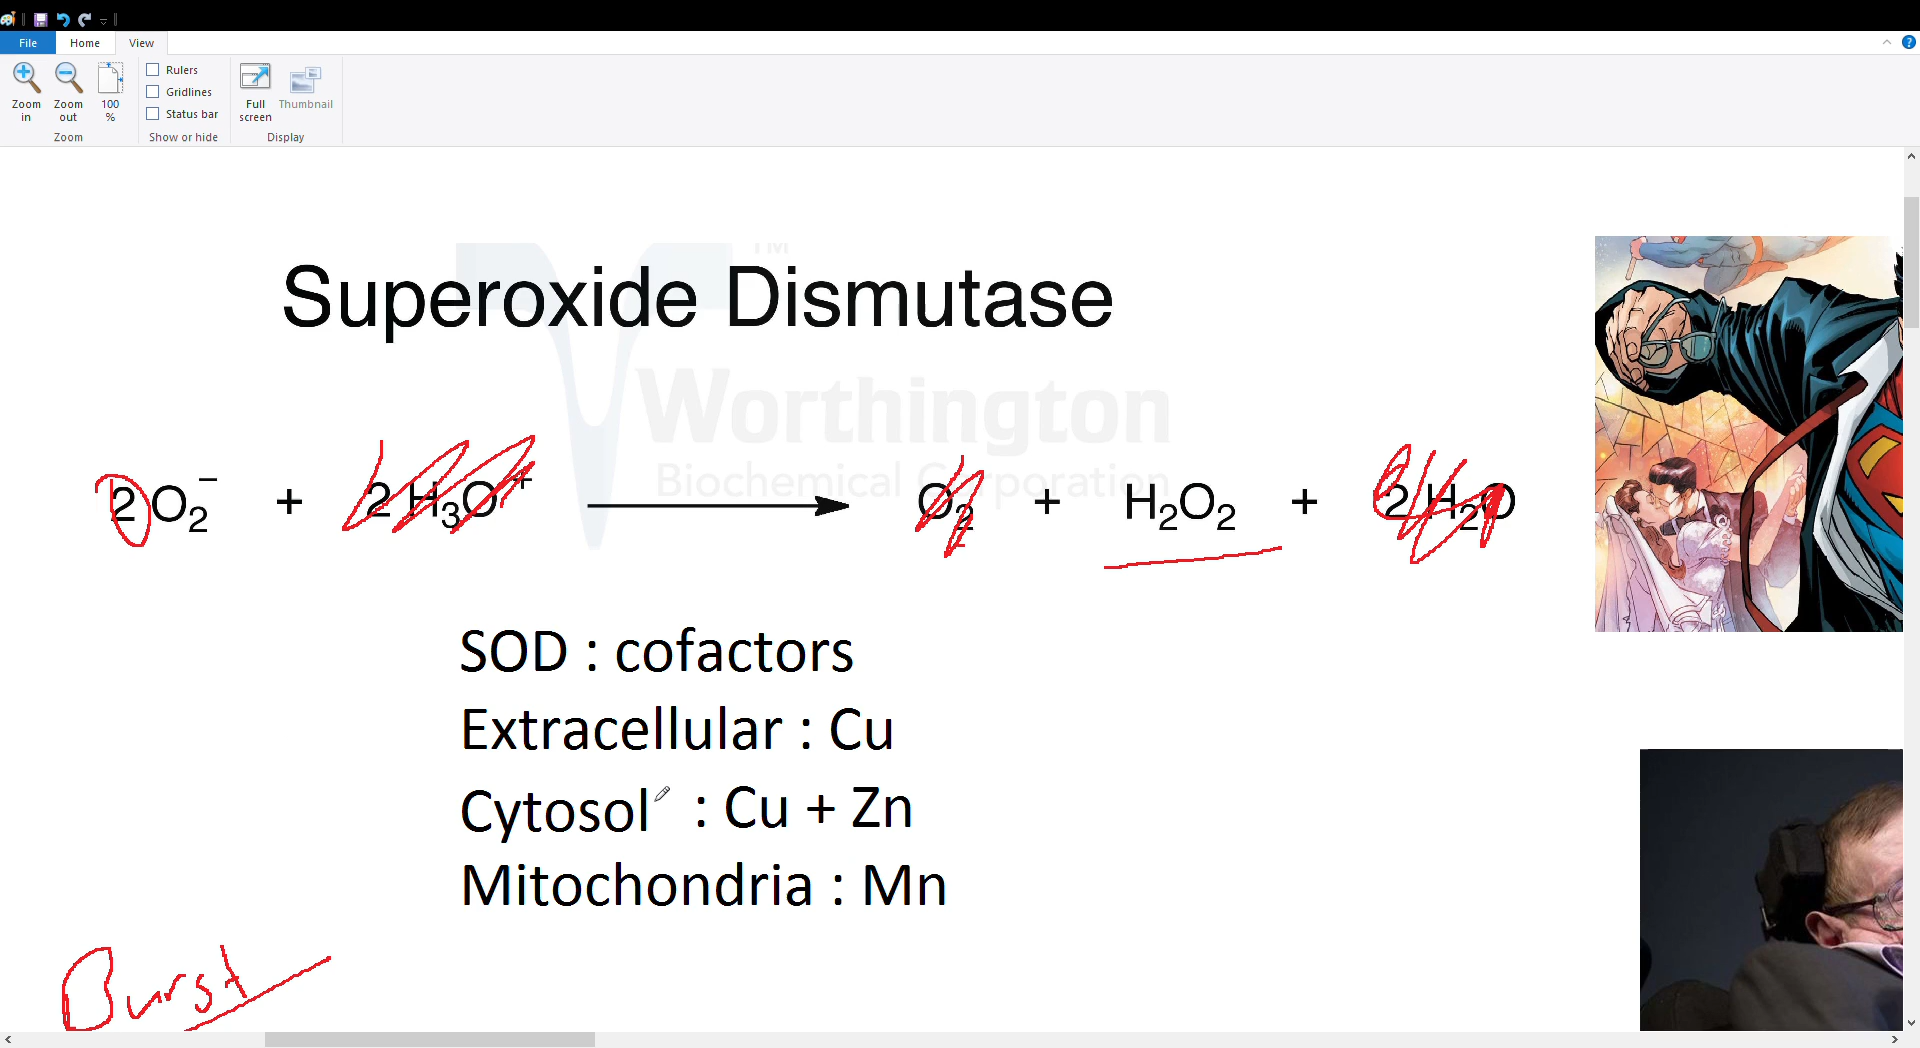 File Home View
Rulers
Gridlines
Status bar
Zoom in
Zoom out
100 %
Full screen
Thumbnail
Zoom
Show or hide
Display
TM
Superoxide Dismutase
Worthington
Biochemical Corporation
2 O₂⁻ + 2 H₃O⁺ → O₂ + H₂O₂ + 2 H₂O
SOD : cofactors
Extracellular : Cu
Cytosol : Cu + Zn
Mitochondria : Mn
Burst